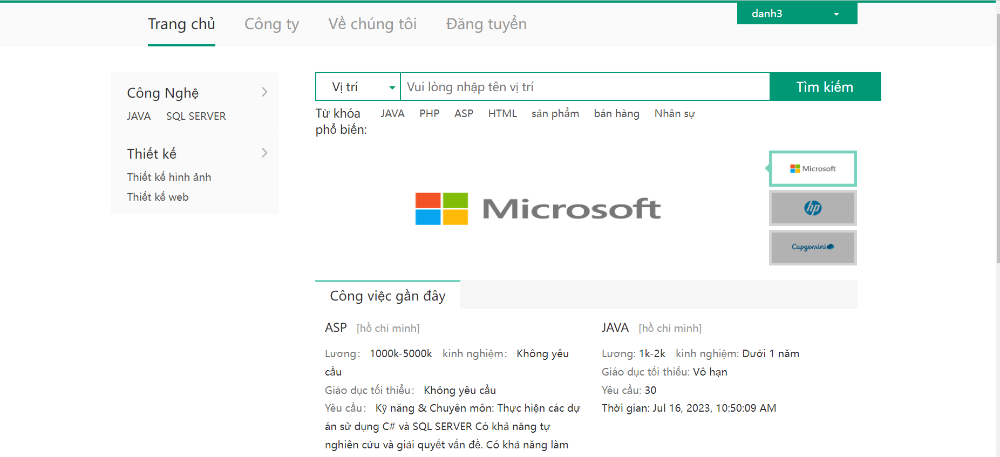 Trang chủ Công ty Về chúng tôi Đăng tuyển danh3
Công Nghệ
JAVA SQL SERVER
Thiết kế
Thiết kế hình ảnh
Thiết kế web
Vị trí Vui lòng nhập tên vị trí Tìm kiếm
Từ khóa phổ biến: JAVA PHP ASP HTML sản phẩm bán hàng Nhân sự
Microsoft
Microsoft
hp
Capgemini
Công việc gần đây
ASP [hồ chí minh]
Lương: 1000k-5000k kinh nghiệm: Không yêu
cầu
Giáo dục tối thiểu: Không yêu cầu
Yêu cầu: Kỹ năng & Chuyên môn: Thực hiện các dự
án sử dụng C# và SQL SERVER Có khả năng tự
nghiên cứu và giải quyết vấn đề. Có khả năng làm
JAVA [hồ chí minh]
Lương: 1k-2k kinh nghiệm: Dưới 1 năm
Giáo dục tối thiểu: Vô hạn
Yêu cầu: 30
Thời gian: Jul 16, 2023, 10:50:09 AM